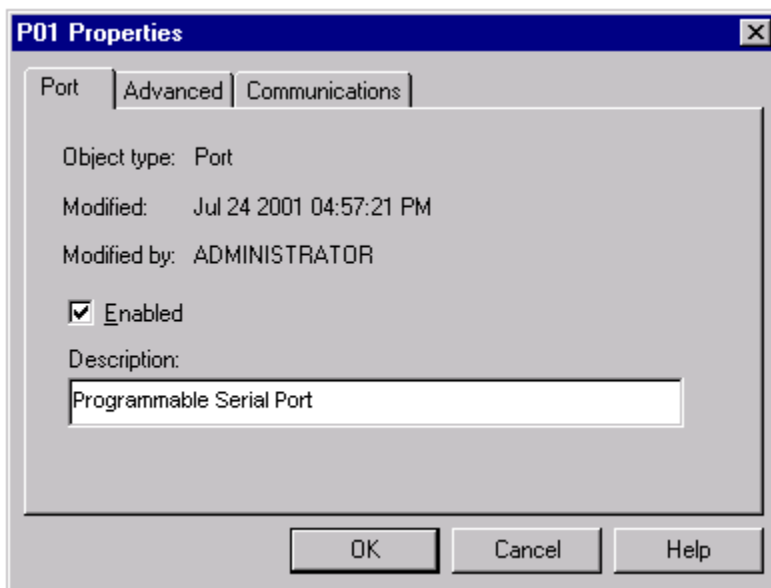 P01 Properties
Port Advanced Communications
Object type: Port
Modified: Jul 24 2001 04:57:21 PM
Modified by: ADMINISTRATOR
Enabled
Description:
Programmable Serial Port
OK Cancel Help